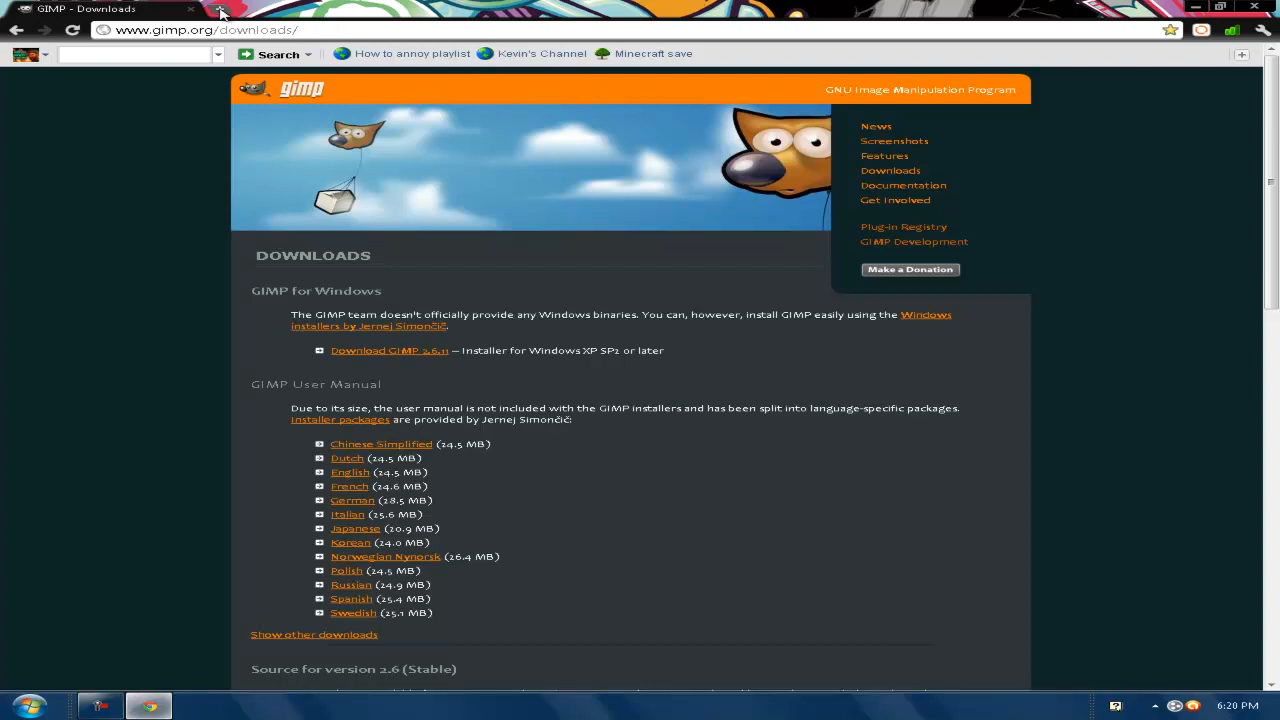 GIMP - Downloads
www.gimp.org/downloads/
Search
How to annoy playlist
Kevin's Channel
Minecraft save
gimp
GNU Image Manipulation Program
News
Screenshots
Features
Downloads
Documentation
Get Involved
Plug-in Registry
GIMP Development
Make a Donation
DOWNLOADS
GIMP for Windows
The GIMP team doesn't officially provide any Windows binaries. You can, however, install GIMP easily using the Windows
installers by Jernej Simončič.
Download GIMP 2.6.11 – Installer for Windows XP SP2 or later
GIMP User Manual
Due to its size, the user manual is not included with the GIMP installers and has been split into language-specific packages.
Installer packages are provided by Jernej Simončič:
Chinese Simplified (24.5 MB)
Dutch (24.5 MB)
English (24.5 MB)
French (24.6 MB)
German (28.5 MB)
Italian (25.6 MB)
Japanese (20.9 MB)
Korean (24.0 MB)
Norwegian Nynorsk (26.4 MB)
Polish (24.5 MB)
Russian (24.9 MB)
Spanish (25.4 MB)
Swedish (25.1 MB)
Show other downloads
Source for version 2.6 (Stable)
6:20 PM